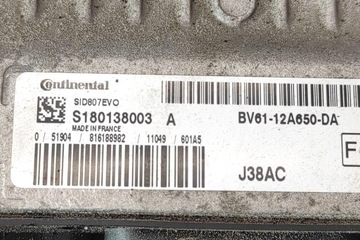 Continental
SID807EVO
S180138003 A
BV61-12A650-DA
MADE IN FRANCE
0 / 51904 / 816188982 / 11049 / 601A5
J38AC